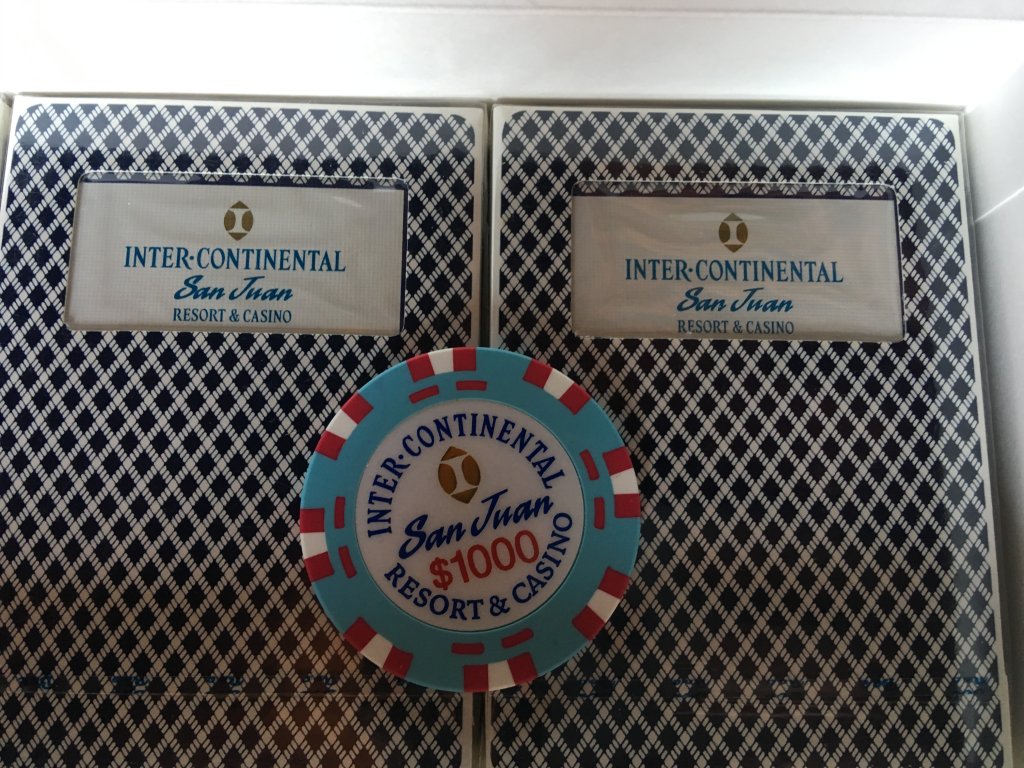 INTER·CONTINENTAL
San Juan
RESORT & CASINO
INTER·CONTINENTAL
San Juan
RESORT & CASINO
INTER·CONTINENTAL
San Juan
$1000
RESORT & CASINO